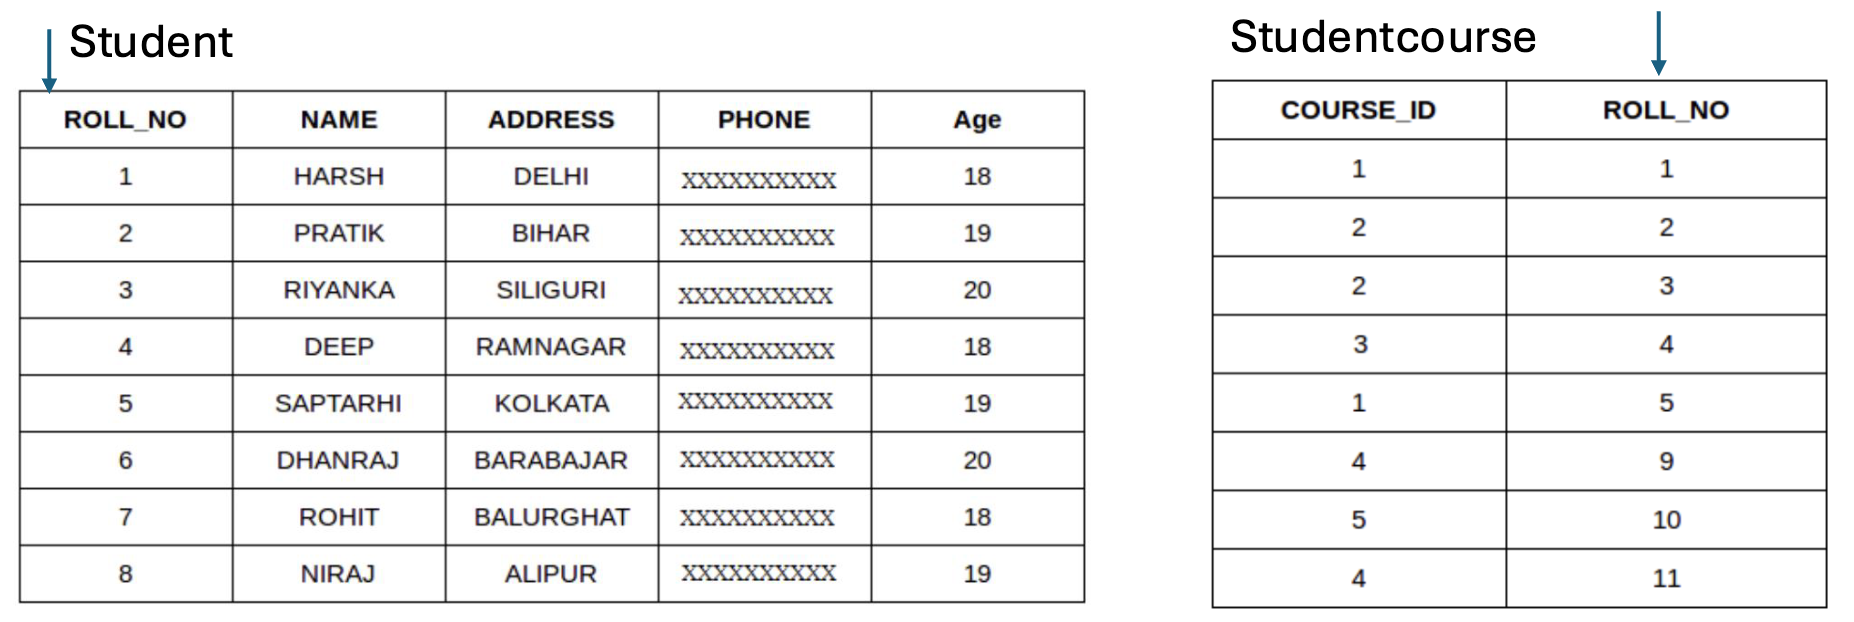 Student
ROLL_NO NAME ADDRESS PHONE Age
1 HARSH DELHI XXXXXXXXXX 18
2 PRATIK BIHAR XXXXXXXXXX 19
3 RIYANKA SILIGURI XXXXXXXXXX 20
4 DEEP RAMNAGAR XXXXXXXXXX 18
5 SAPTARHI KOLKATA XXXXXXXXXX 19
6 DHANRAJ BARABAJAR XXXXXXXXXX 20
7 ROHIT BALURGHAT XXXXXXXXXX 18
8 NIRAJ ALIPUR XXXXXXXXXX 19
Studentcourse
COURSE_ID ROLL_NO
1 1
2 2
2 3
3 4
1 5
4 9
5 10
4 11